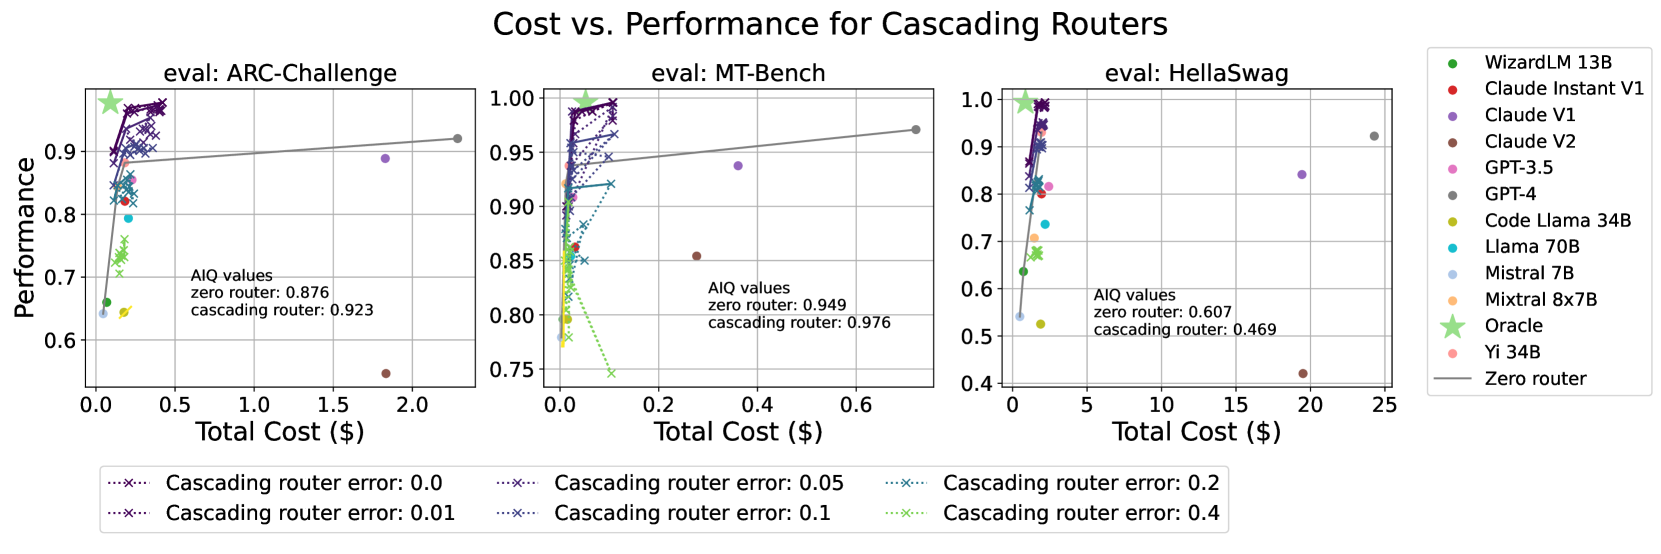 Cost vs. Performance for Cascading Routers
eval: ARC-Challenge
eval: MT-Bench
eval: HellaSwag
Performance
0.9
0.8
0.7
0.6
AIQ values
zero router: 0.876
cascading router: 0.923
0.0 0.5 1.0 1.5 2.0
Total Cost ($)
1.00
0.95
0.90
0.85
0.80
0.75
AIQ values
zero router: 0.949
cascading router: 0.976
0.0 0.2 0.4 0.6
Total Cost ($)
1.0
0.9
0.8
0.7
0.6
0.5
0.4
AIQ values
zero router: 0.607
cascading router: 0.469
0 5 10 15 20 25
Total Cost ($)
WizardLM 13B
Claude Instant V1
Claude V1
Claude V2
GPT-3.5
GPT-4
Code Llama 34B
Llama 70B
Mistral 7B
Mixtral 8x7B
Oracle
Yi 34B
Zero router
Cascading router error: 0.0
Cascading router error: 0.01
Cascading router error: 0.05
Cascading router error: 0.1
Cascading router error: 0.2
Cascading router error: 0.4